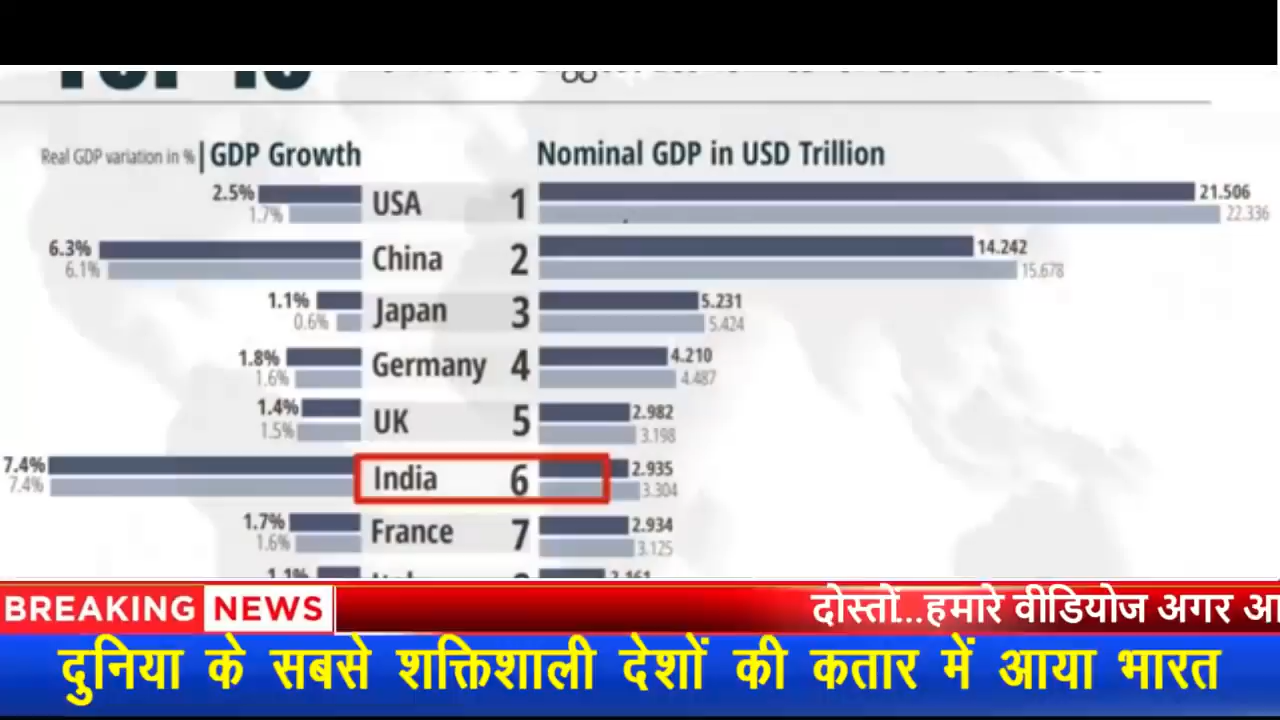 Real GDP variation in % | GDP Growth
Nominal GDP in USD Trillion
2.5% USA 1 21.506
1.7% 22.336
6.3% China 2 14.242
6.1% 15.678
1.1% Japan 3 5.231
0.6% 5.424
1.8% Germany 4 4.210
1.6% 4.487
1.4% UK 5 2.982
1.5% 3.198
7.4% India 6 2.935
7.4% 3.304
1.7% France 7 2.934
1.6% 3.125
BREAKING NEWS दोस्तों...हमारे वीडियोज अगर आ
दुनिया के सबसे शक्तिशाली देशों की कतार में आया भारत